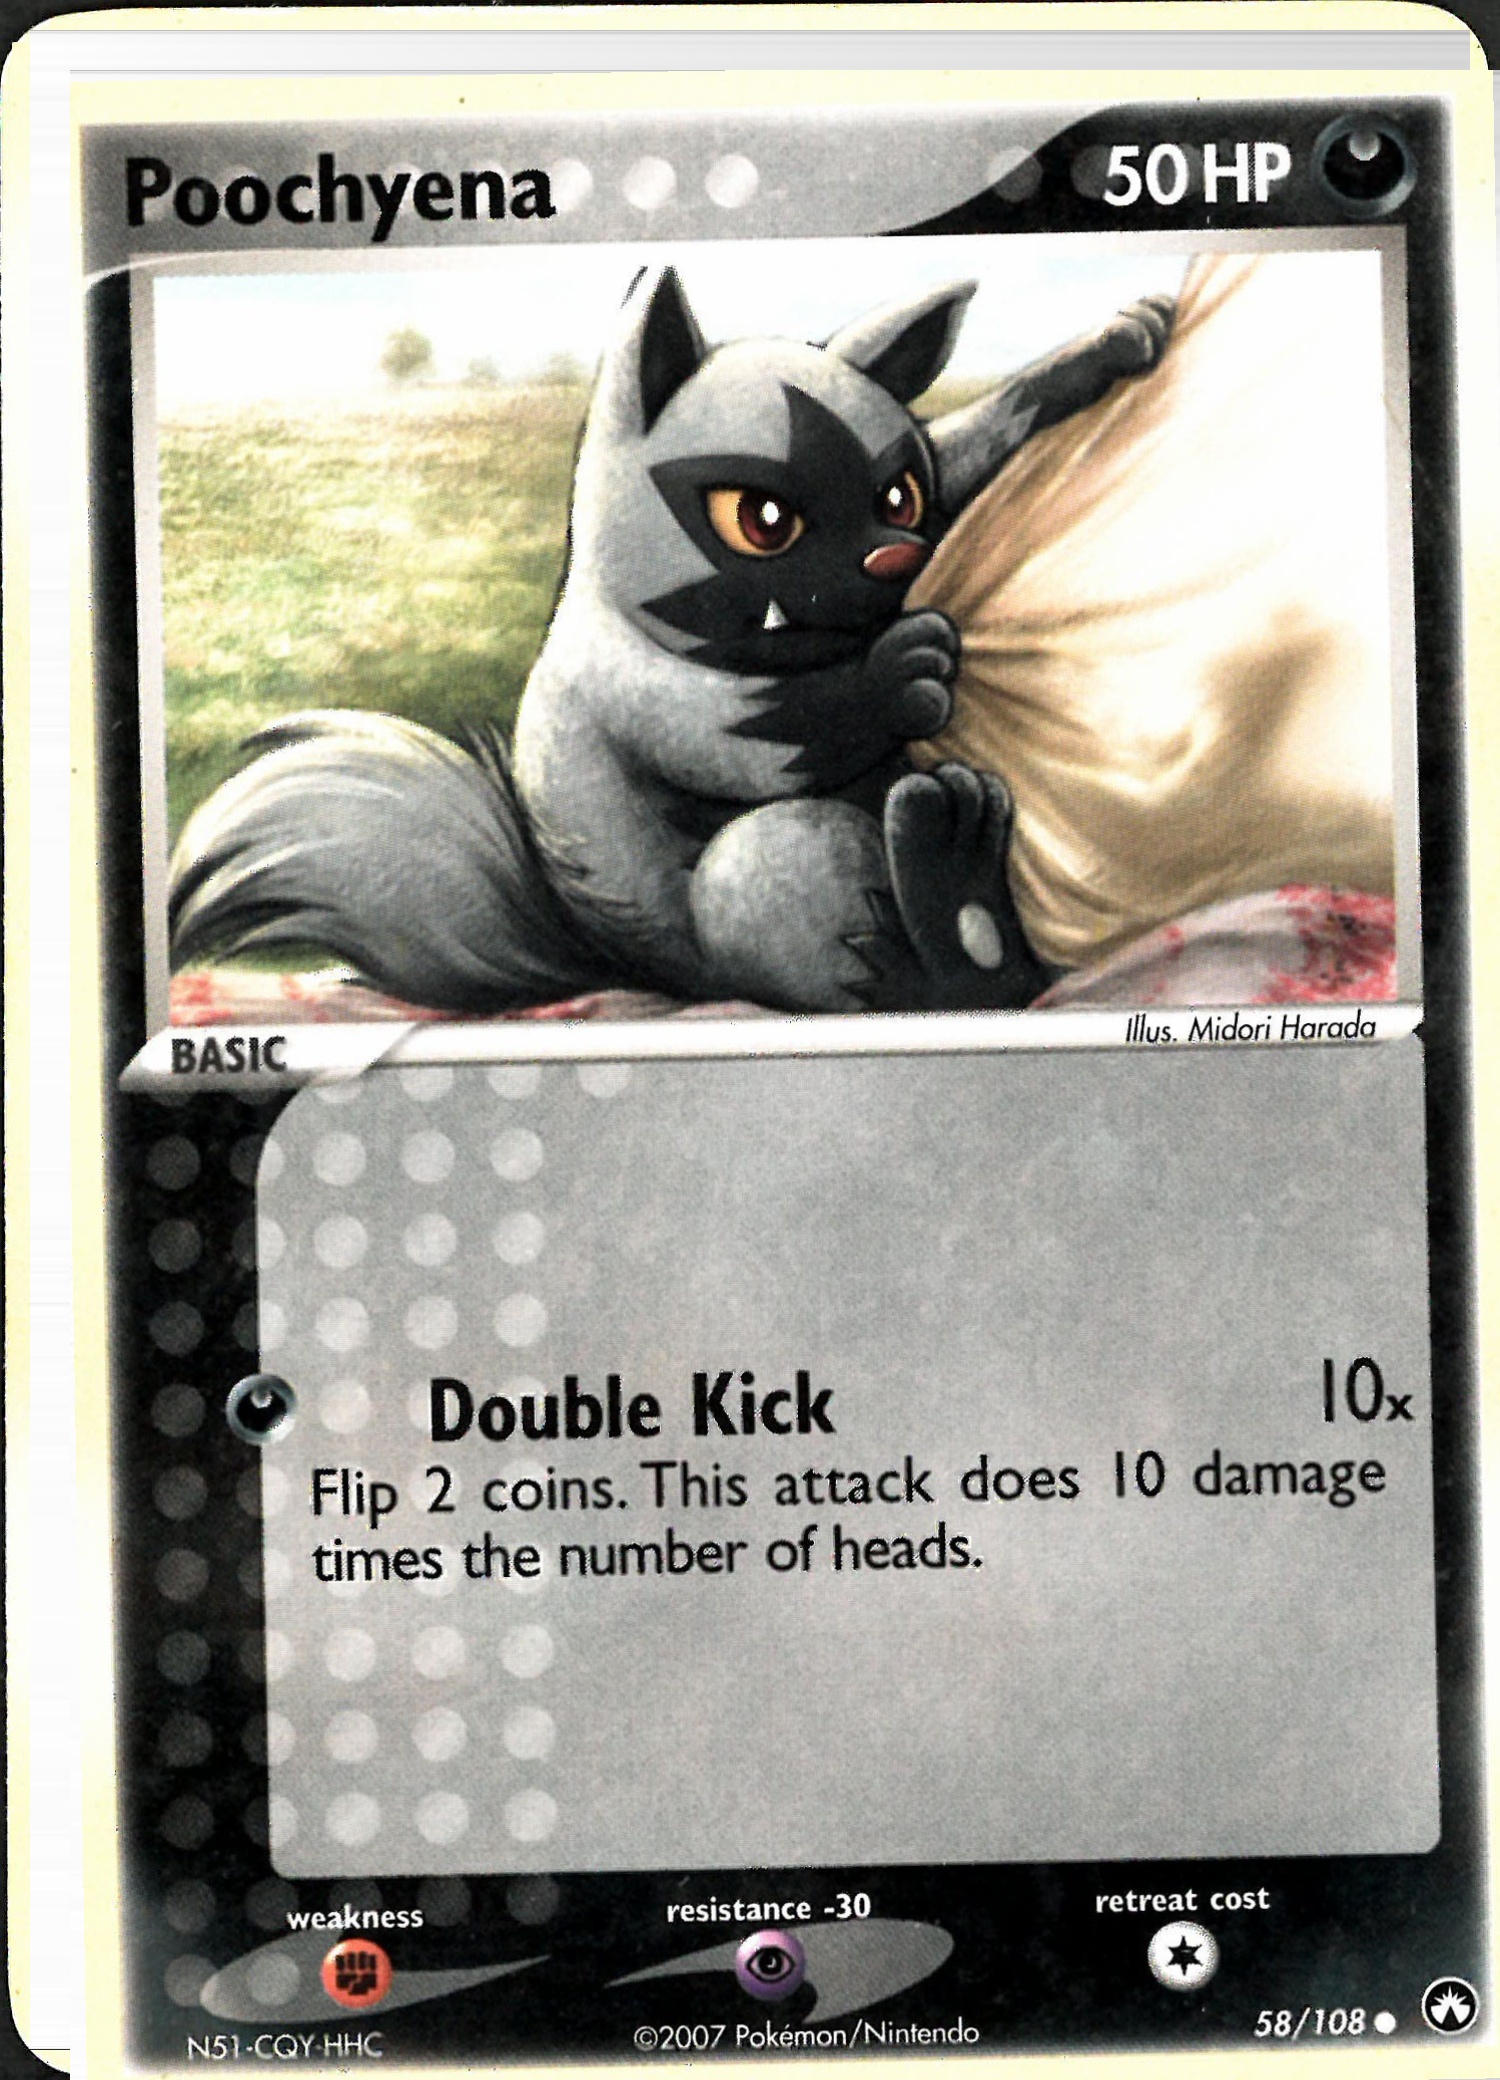 Poochyena 50 HP
BASIC
Illus. Midori Harada
Double Kick 10x
Flip 2 coins. This attack does 10 damage
times the number of heads.
weakness
resistance -30
retreat cost
N51-CQY-HHC
©2007 Pokémon/Nintendo
58/108